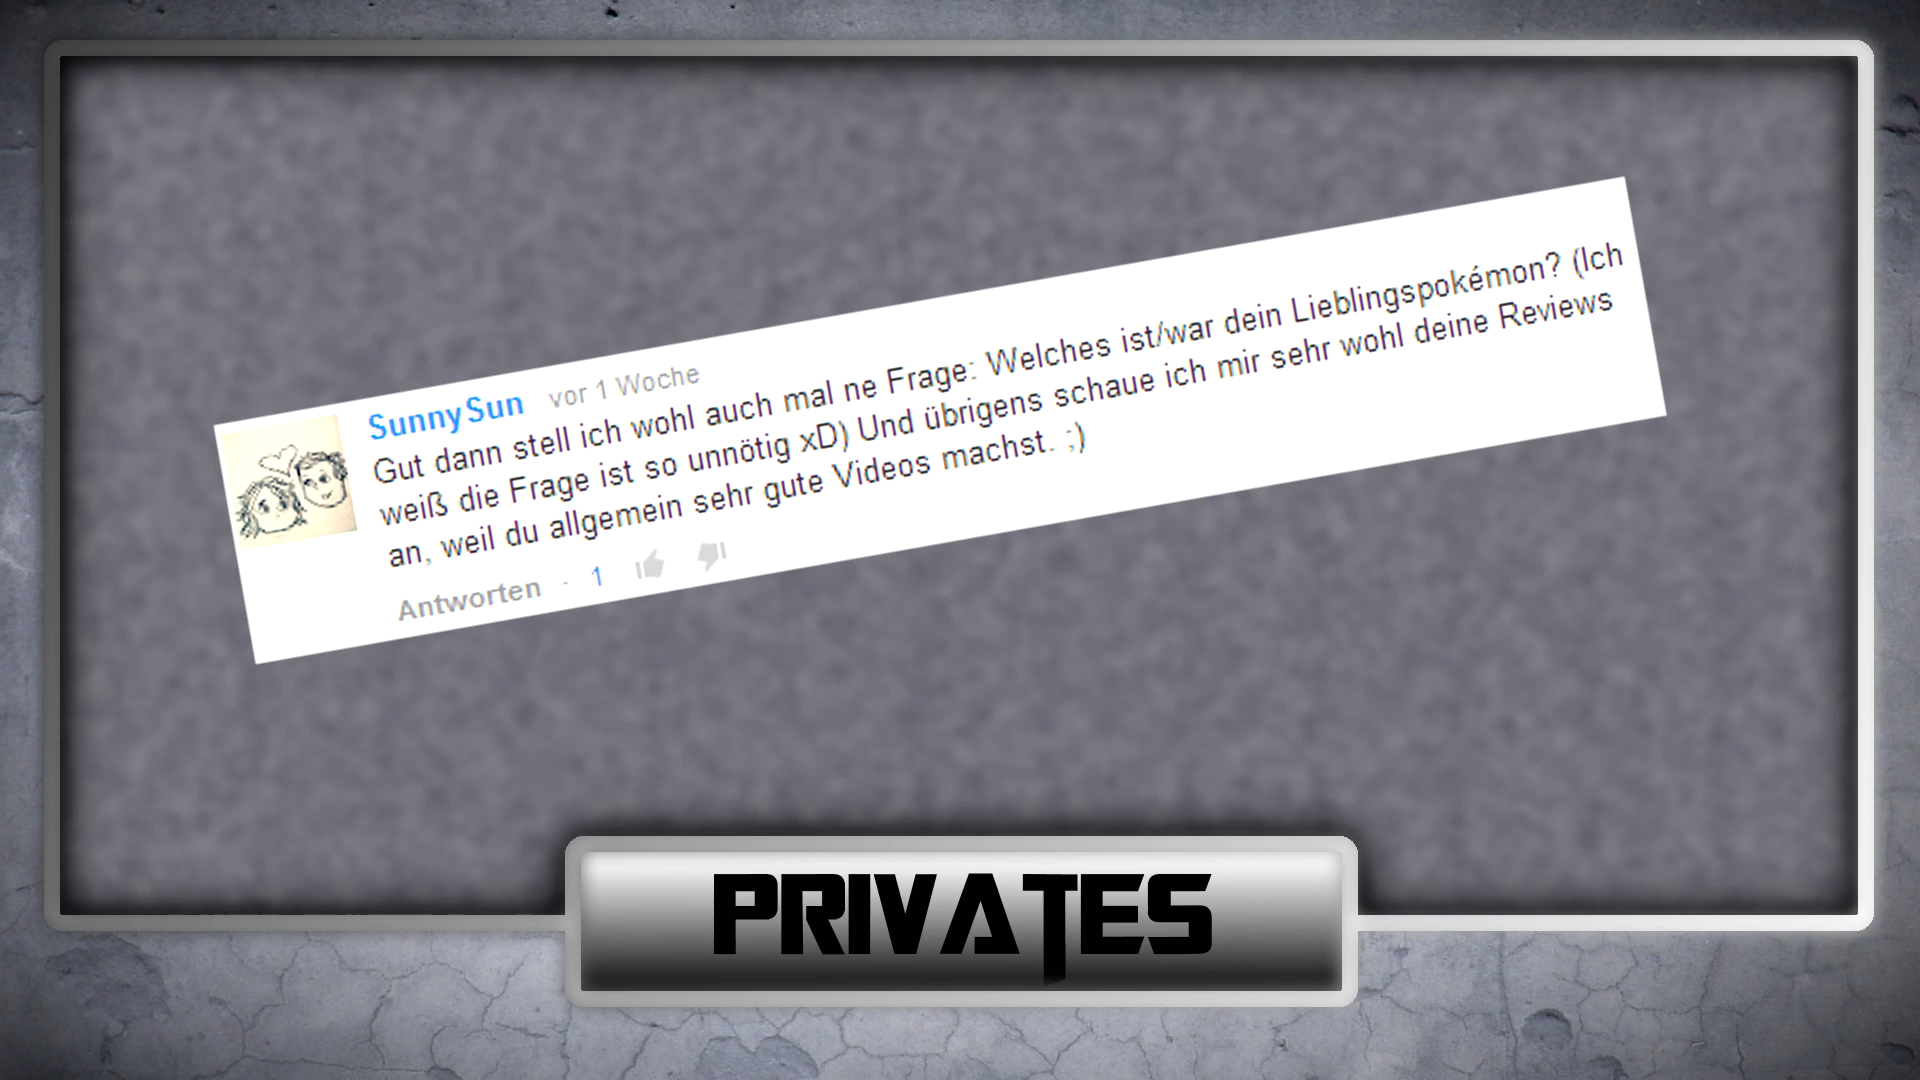 SunnySun vor 1 Woche
Gut dann stell ich wohl auch mal ne Frage: Welches ist/war dein Lieblingspokémon? (Ich
weiß die Frage ist so unnötig xD) Und übrigens schaue ich mir sehr wohl deine Reviews
an, weil du allgemein sehr gute Videos machst. ;)
Antworten · 1
PRIVATES